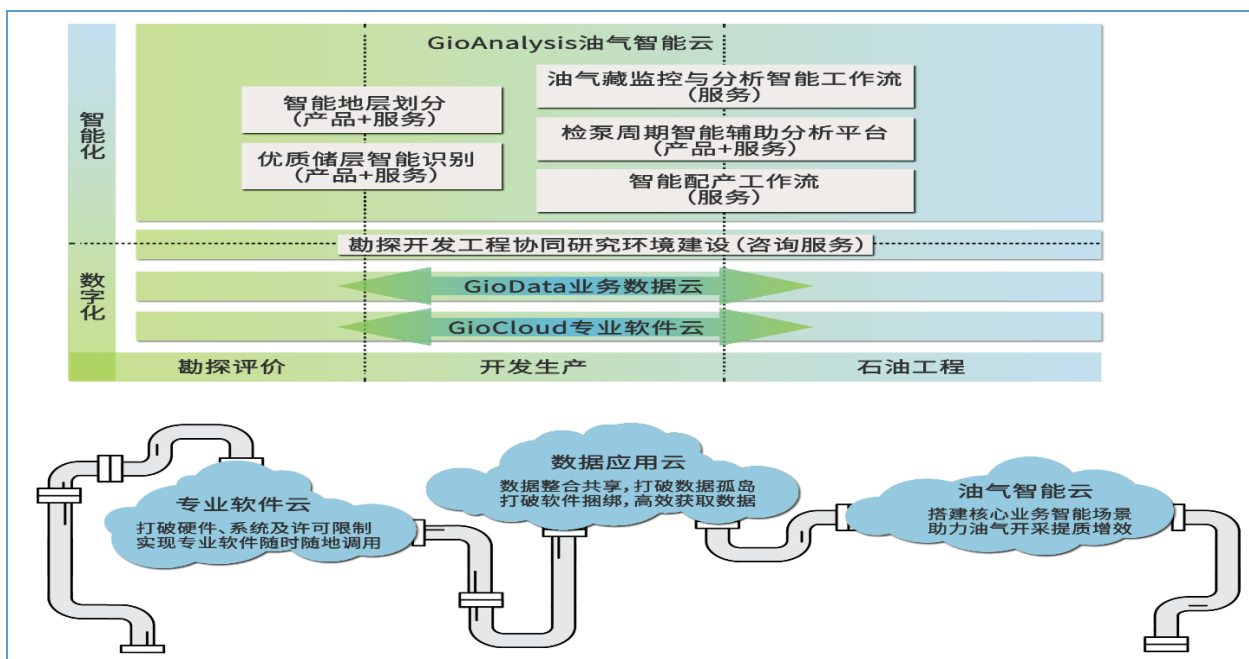 GioAnalysis油气智能云
智能化
智能地层划分
(产品+服务)
优质储层智能识别
(产品+服务)
油气藏监控与分析智能工作流
(服务)
检泵周期智能辅助分析平台
(产品+服务)
智能配产工作流
(服务)
勘探开发工程协同研究环境建设(咨询服务)
数字化
GioData业务数据云
GioCloud专业软件云
勘探评价
开发生产
石油工程
专业软件云
打破硬件、系统及许可限制
实现专业软件随时随地调用
数据应用云
数据整合共享,打破数据孤岛
打破软件捆绑,高效获取数据
油气智能云
搭建核心业务智能场景
助力油气开采提质增效